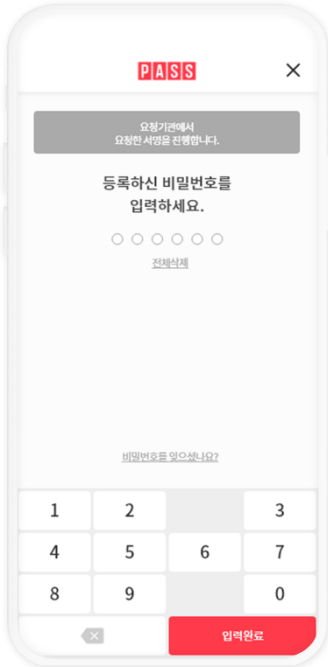 PASS
요청기관에서
요청한 서명을 진행합니다.
등록하신 비밀번호를
입력하세요.
전체삭제
비밀번호를 잊으셨나요?
1 2 3
4 5 6 7
8 9 0
입력완료